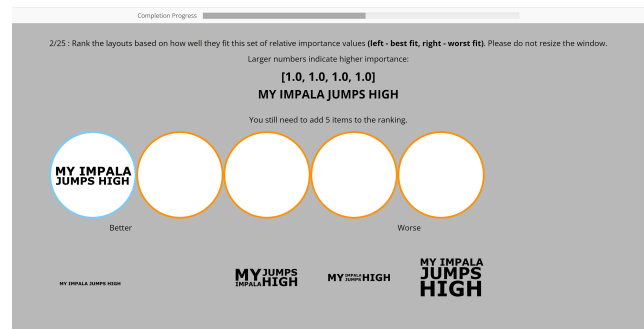 Completion Progress
2/25 : Rank the layouts based on how well they fit this set of relative importance values (left - best fit, right - worst fit). Please do not resize the window.
Larger numbers indicate higher importance:
[1.0, 1.0, 1.0, 1.0]
MY IMPALA JUMPS HIGH
You still need to add 5 items to the ranking.
MY IMPALA
JUMPS HIGH
Better
Worse
MY IMPALA JUMPS HIGH
MY JUMPS
IMPALA HIGH
MY IMPALA JUMPS HIGH
MY IMPALA
JUMPS
HIGH